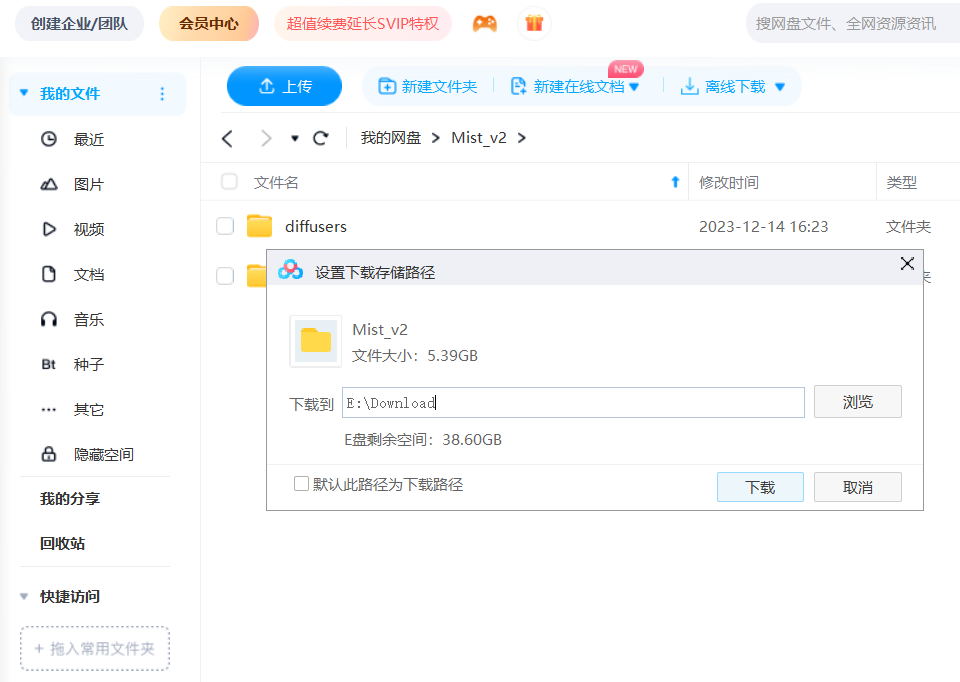 创建企业/团队
会员中心
超值续费延长SVIP特权
搜网盘文件、全网资源资讯
我的文件
最近
图片
视频
文档
音乐
Bt 种子
其它
隐藏空间
我的分享
回收站
快捷访问
+ 拖入常用文件夹
上传
新建文件夹
新建在线文档
NEW
离线下载
我的网盘 > Mist_v2 >
文件名
修改时间
类型
diffusers
2023-12-14 16:23
文件夹
夹
设置下载存储路径
Mist_v2
文件大小：5.39GB
下载到
E:\Download
浏览
E盘剩余空间：38.60GB
默认此路径为下载路径
下载
取消